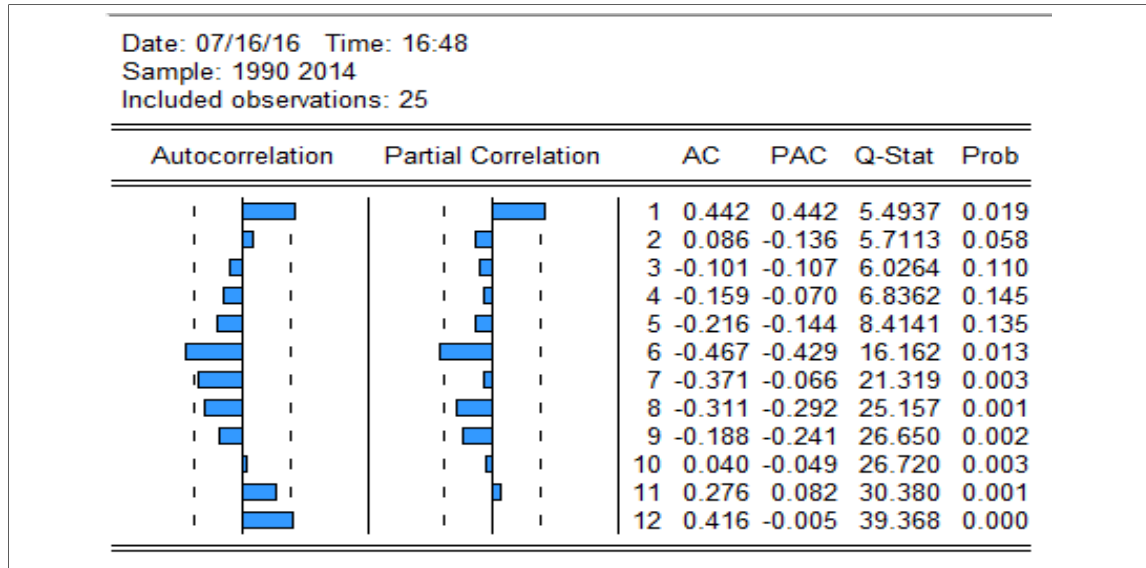 Date: 07/16/16 Time: 16:48
Sample: 1990 2014
Included observations: 25
Autocorrelation Partial Correlation AC PAC Q-Stat Prob
1 0.442 0.442 5.4937 0.019
2 0.086 -0.136 5.7113 0.058
3 -0.101 -0.107 6.0264 0.110
4 -0.159 -0.070 6.8362 0.145
5 -0.216 -0.144 8.4141 0.135
6 -0.467 -0.429 16.162 0.013
7 -0.371 -0.066 21.319 0.003
8 -0.311 -0.292 25.157 0.001
9 -0.188 -0.241 26.650 0.002
10 0.040 -0.049 26.720 0.003
11 0.276 0.082 30.380 0.001
12 0.416 -0.005 39.368 0.000